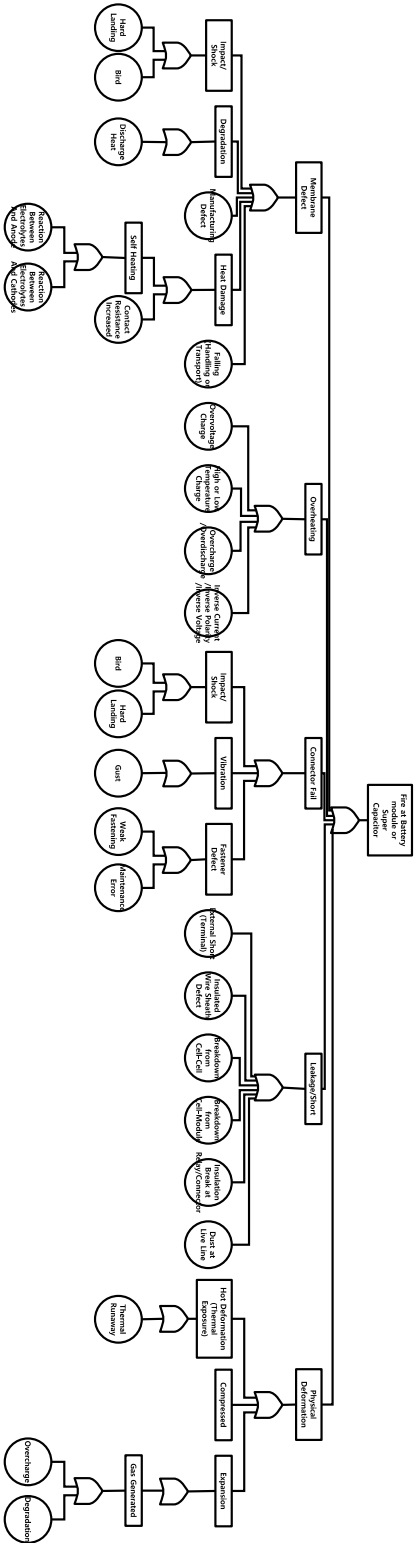 Fire at Battery
module or
Super
Capacitor
Membrane
Defect
Overheating
Connector Fail
Leakage/Short
Physical
Deformation
Impact/
Shock
Degradation
Manufacturing
Defect
Heat Damage
Falling
(Handling or
Transport)
Hard
Landing
Bird
Discharge
Heat
Self Heating
Contact
Resistance
Increased
Reaction
Between
Electrolytes
And Anode
Reaction
Between
Electrolytes
And Cathodes
Overvoltage
Charge
High or Low
Temperature
Charge
Overcharge
/Overdischarge
Inverse Current
/Inverse Polarity
/Inverse Voltage
Impact/
Shock
Vibration
Fastener
Defect
Bird
Hard
Landing
Gust
Weak
Fastening
Maintenance
Error
External Short
(Terminal)
Insulated
Wire Sheath
Defect
Breakdown
from
Cell-Cell
Breakdown
from
Cell-Module
Insulation
Break at
Relay/Connector
Dust at
Live Line
Hot Deformation
(Thermal
Exposure)
Compressed
Expansion
Thermal
Runaway
Gas Generated
Overcharge
Degradation